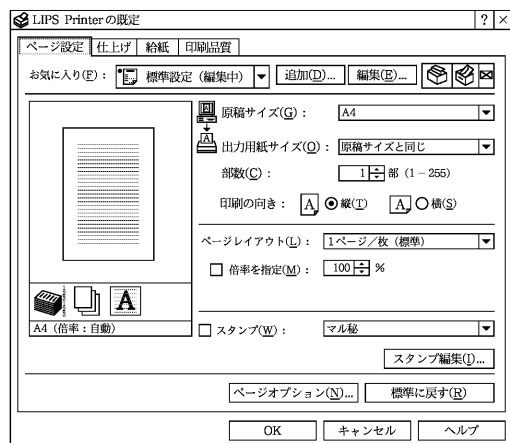 LIPS Printerの既定
? ×
ページ設定 仕上げ 給紙 印刷品質
お気に入り(F): 標準設定 (編集中) 追加(D)... 編集(E)...
原稿サイズ(G): A4
出力用紙サイズ(O): 原稿サイズと同じ
部数(C): 1 部 (1 – 255)
印刷の向き: A 縦(T) A 横(S)
ページレイアウト(L): 1ページ/枚 (標準)
倍率を指定(M): 100 %
A
A4 (倍率:自動)
スタンプ(W): マル秘
スタンプ編集(I)...
ページオプション(N)... 標準に戻す(R)
OK キャンセル ヘルプ